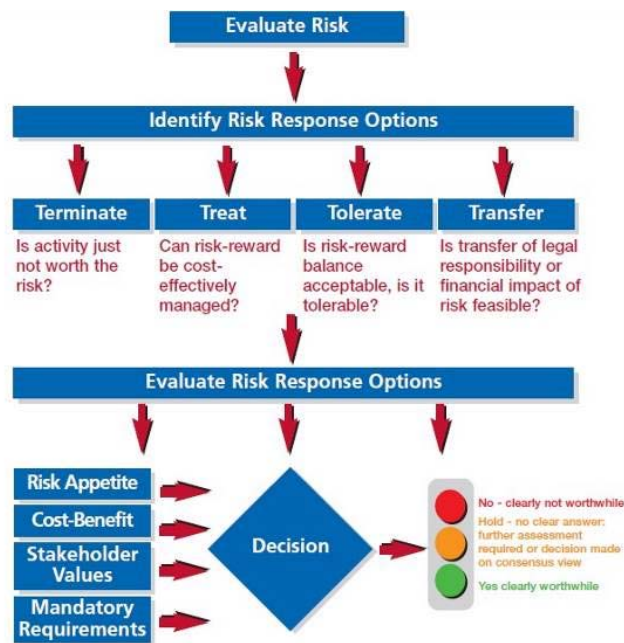 Evaluate Risk
Identify Risk Response Options
Terminate
Treat
Tolerate
Transfer
Is activity just
not worth the
risk?
Can risk-reward
be cost-
effectively
managed?
Is risk-reward
balance
acceptable, is it
tolerable?
Is transfer of legal
responsibility or
financial impact of
risk feasible?
Evaluate Risk Response Options
Risk Appetite
Cost-Benefit
Stakeholder
Values
Mandatory
Requirements
Decision
No - clearly not worthwhile
Hold - no clear answer:
further assessment
required or decision made
on consensus view
Yes clearly worthwhile